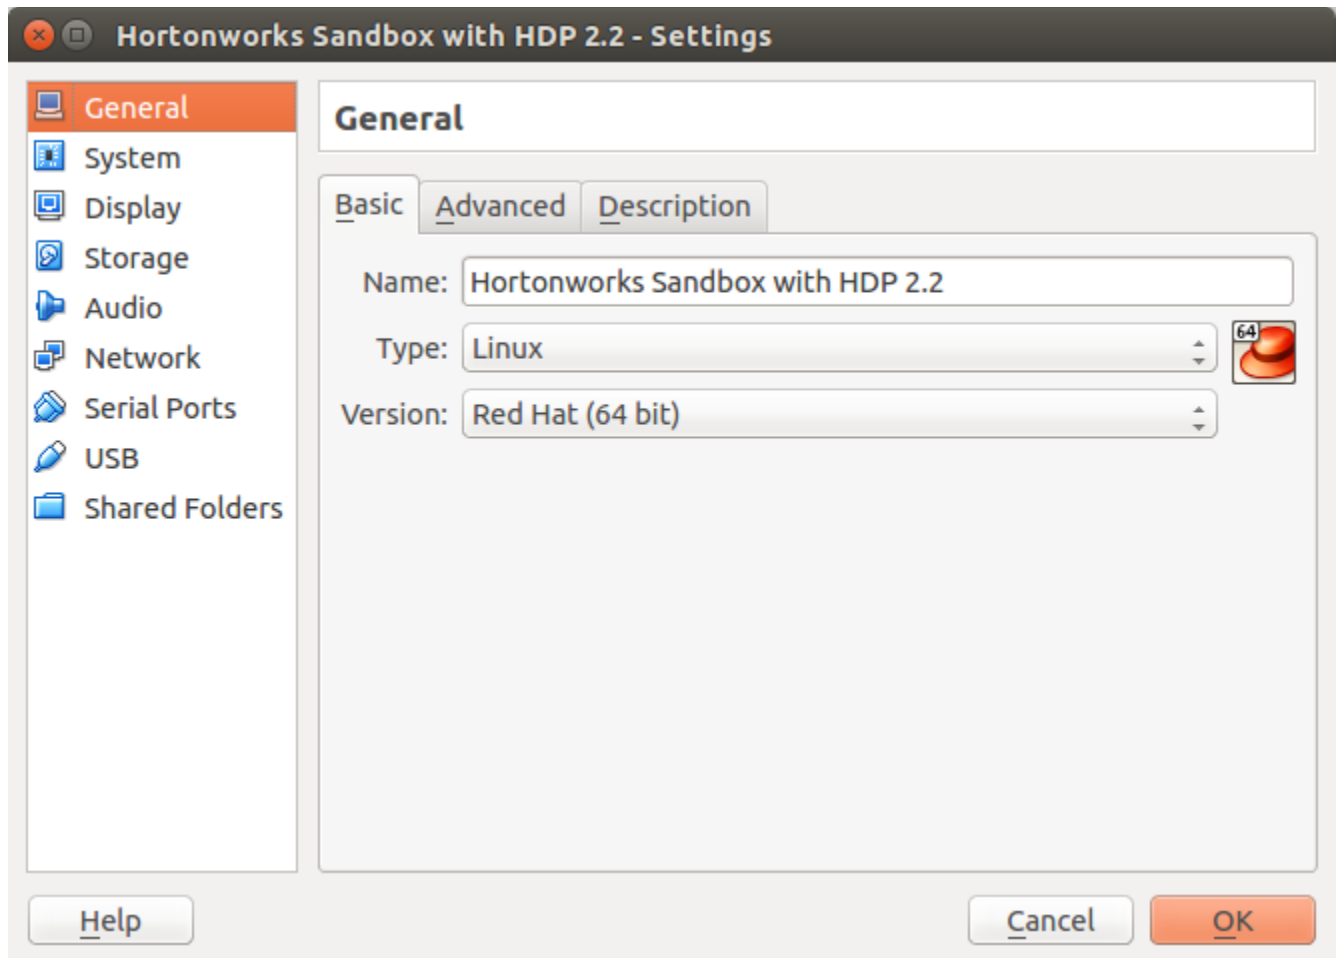 Hortonworks Sandbox with HDP 2.2 - Settings
General
System
Display
Storage
Audio
Network
Serial Ports
USB
Shared Folders
General
Basic Advanced Description
Name: Hortonworks Sandbox with HDP 2.2
Type: Linux
64
Version: Red Hat (64 bit)
Help Cancel OK